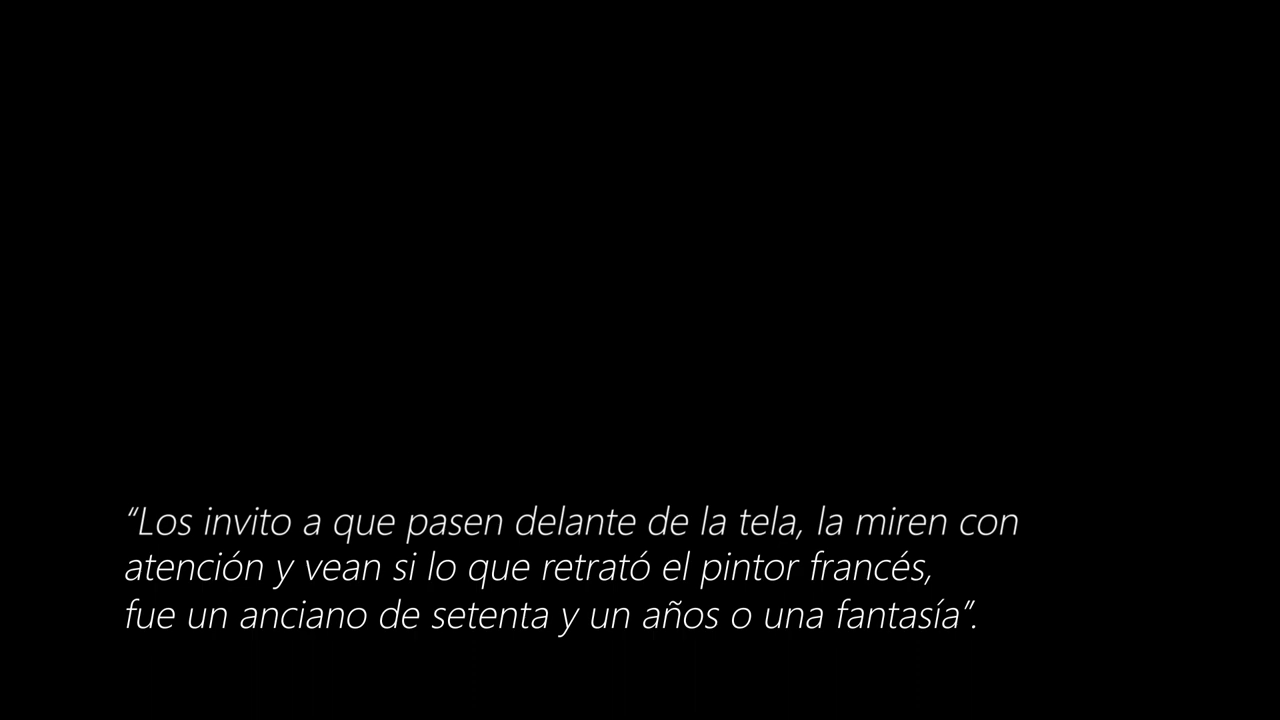 “Los invito a que pasen delante de la tela, la miren con
atención y vean si lo que retrató el pintor francés,
fue un anciano de setenta y un años o una fantasía”.